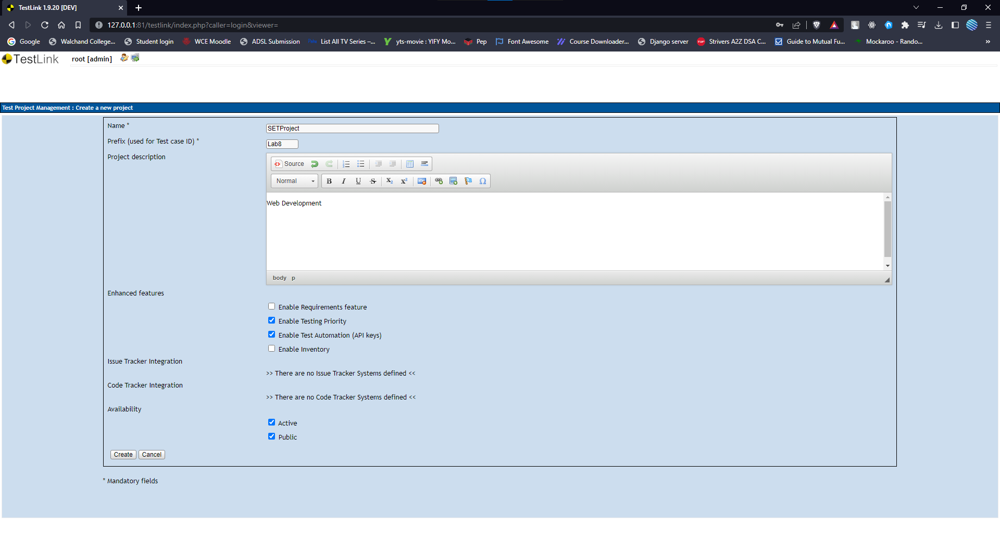 TestLink 1.9.20 [DEV]
127.0.0.1:81/testlink/index.php?caller=login&viewer=
Google Walchand College... Student login WCE Moodle ADSL Submission List All TV Series –... yts-movie : YIFY Mo... Pep Font Awesome Course Downloader... Django server Strivers A2Z DSA C... Guide to Mutual Fu... Mockaroo - Rando... »
TestLink root [admin]
Test Project Management : Create a new project
Name *
SETProject
Prefix (used for Test case ID) *
Lab8
Project description
Source
Normal B I U S X2 X2 Ω
Web Development
body p
Enhanced features
Enable Requirements feature
Enable Testing Priority
Enable Test Automation (API keys)
Enable Inventory
Issue Tracker Integration
>> There are no Issue Tracker Systems defined <<
Code Tracker Integration
>> There are no Code Tracker Systems defined <<
Availability
Active
Public
Create Cancel
* Mandatory fields